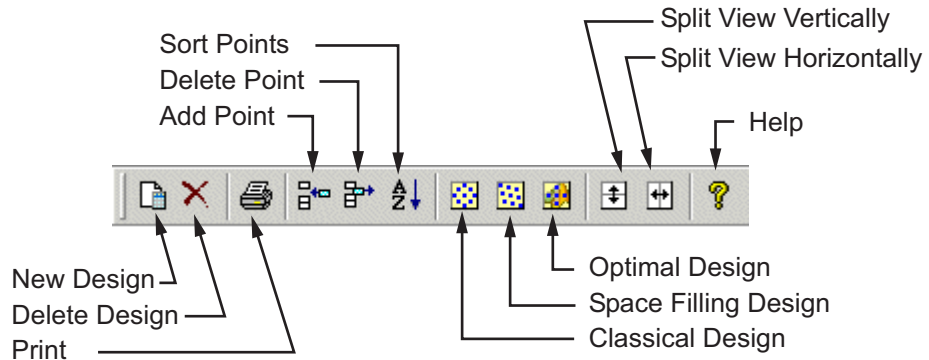 Split View Vertically
Sort Points
Split View Horizontally
Delete Point
Add Point
Help
A
Z
?
New Design
Optimal Design
Delete Design
Space Filling Design
Print
Classical Design